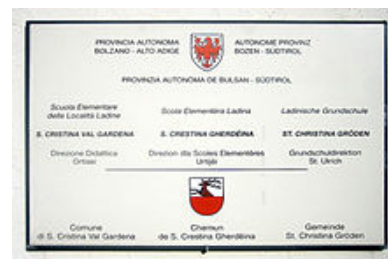 PROVINCIA AUTONOMA AUTONOME PROVINZ
BOLZANO - ALTO ADIGE BOZEN - SÜDTIROL
PROVINZIA AUTONOMA DE BULSAN - SÜDTIROL
Scuola Elementare
delle Località Ladine
Scola Elementera Ladina
Ladinische Grundschule
S. CRISTINA VAL GARDENA
S. CRESTINA GHERDËINA
ST. CHRISTINA GRÖDEN
Direzione Didattica
Ortisei
Direzion dla Scoles Elementeres
Urtijëi
Grundschuldirektion
St. Ulrich
Comune
di S. Cristina Val Gardena
Chemun
de S. Crestina Gherdëina
Gemeinde
St. Christina Gröden